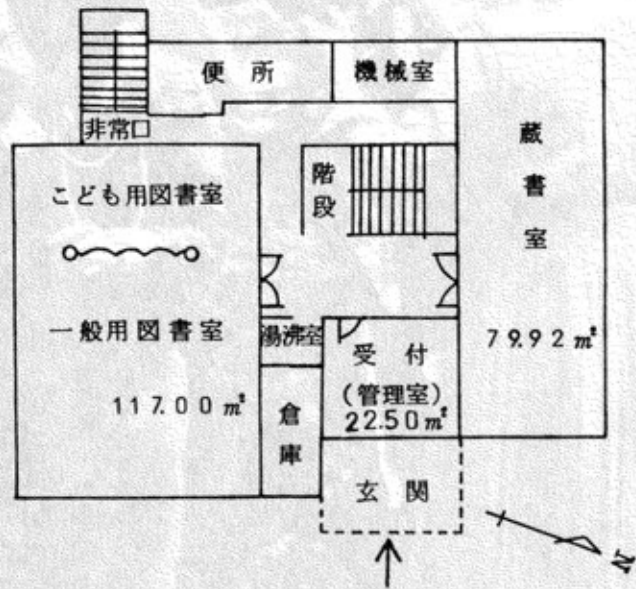 便所
機械室
非常口
蔵書室
階段
こども用図書室
一般用図書室
117.00㎡
湯沸室
受付
(管理室)
22.50㎡
79.92㎡
倉庫
玄関
N